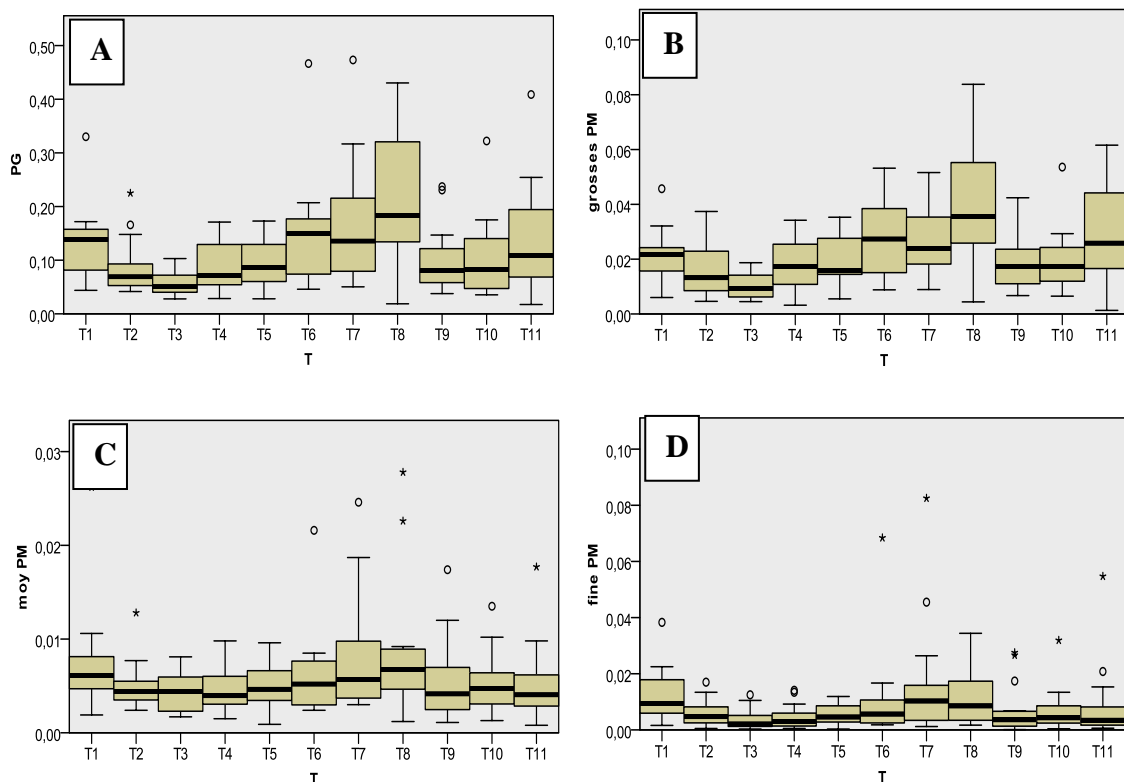 A
PG
0,50
0,40
0,30
0,20
0,10
0,00
T1 T2 T3 T4 T5 T6 T7 T8 T9 T10 T11
T
B
grosses PM
0,10
0,08
0,06
0,04
0,02
0,00
T1 T2 T3 T4 T5 T6 T7 T8 T9 T10 T11
T
C
moy PM
0,03
0,02
0,01
0,00
T1 T2 T3 T4 T5 T6 T7 T8 T9 T10 T11
T
D
fine PM
0,10
0,08
0,06
0,04
0,02
0,00
T1 T2 T3 T4 T5 T6 T7 T8 T9 T10 T11
T